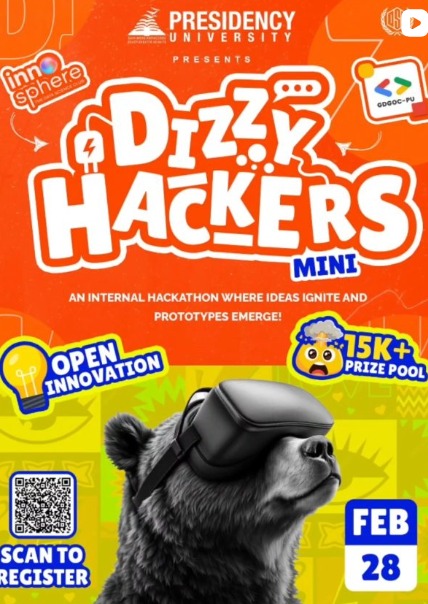 PRESIDENCY
UNIVERSITY
PRESENTS
inno
sphere
GDGOC-PU
DIZZY
HACKERS
MINI
AN INTERNAL HACKATHON WHERE IDEAS IGNITE AND
PROTOTYPES EMERGE!
OPEN
INNOVATION
15K+
PRIZE POOL
SCAN TO
REGISTER
FEB
28